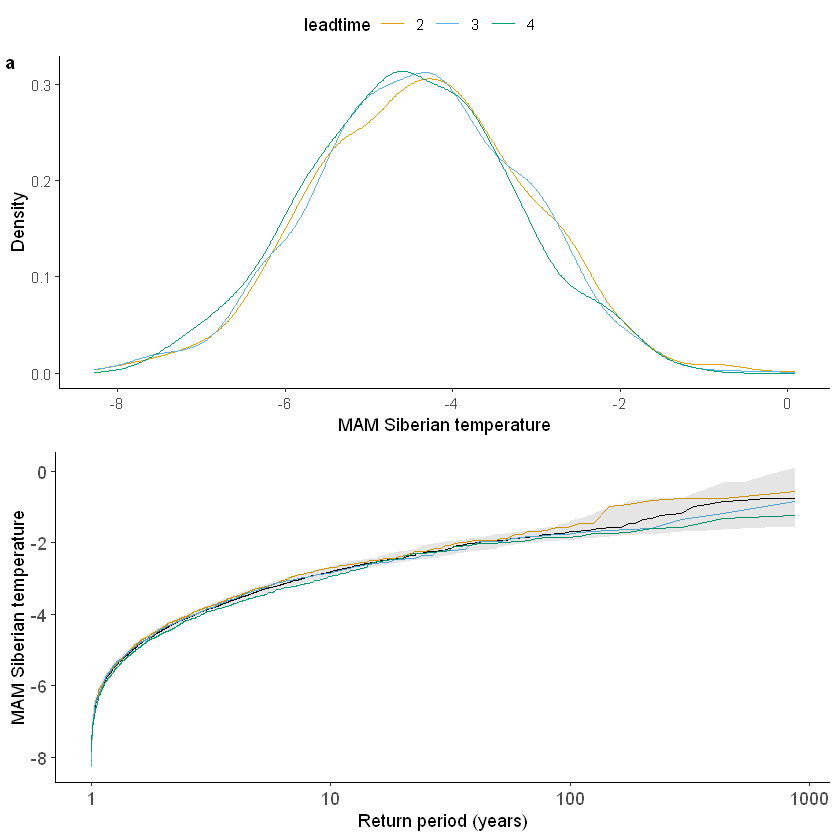 leadtime 2 3 4
a
0.3
0.2
0.1
0.0
Density
-8 -6 -4 -2 0
MAM Siberian temperature
0
-2
-4
-6
-8
MAM Siberian temperature
1 10 100 1000
Return period (years)